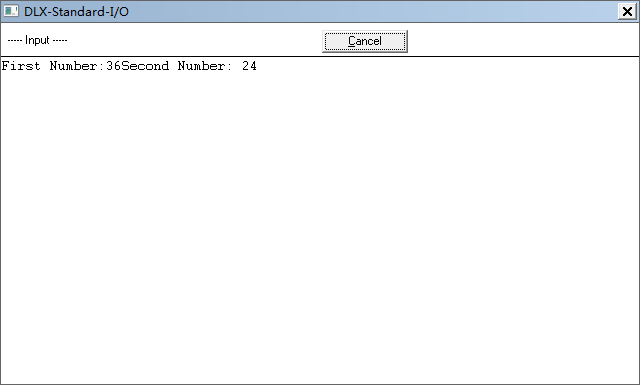 DLX-Standard-I/O
----- Input -----
Cancel
First Number:36Second Number: 24